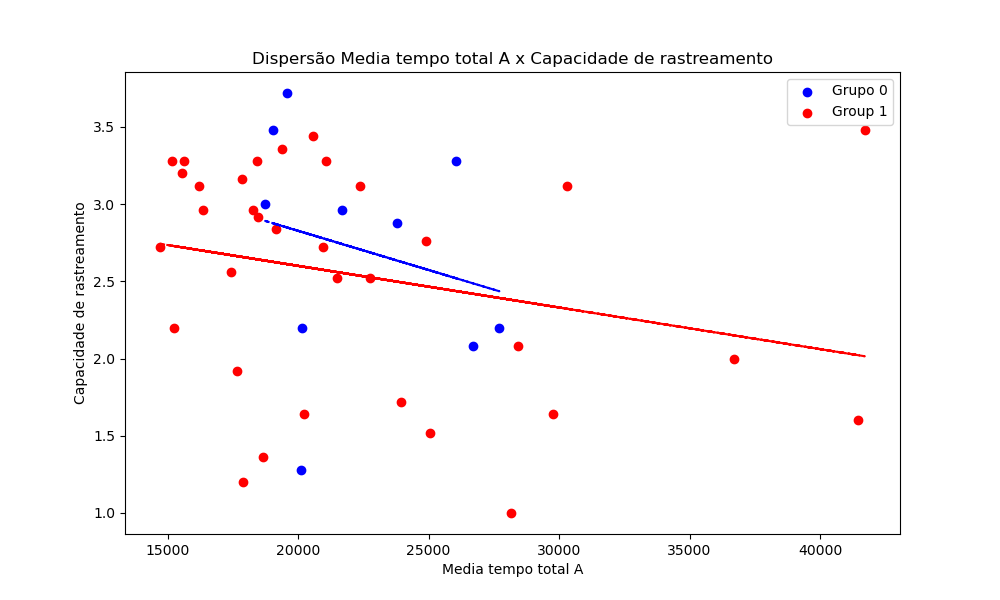 Dispersão Media tempo total A x Capacidade de rastreamento
Grupo 0
Group 1
Capacidade de rastreamento
3.5
3.0
2.5
2.0
1.5
1.0
15000 20000 25000 30000 35000 40000
Media tempo total A